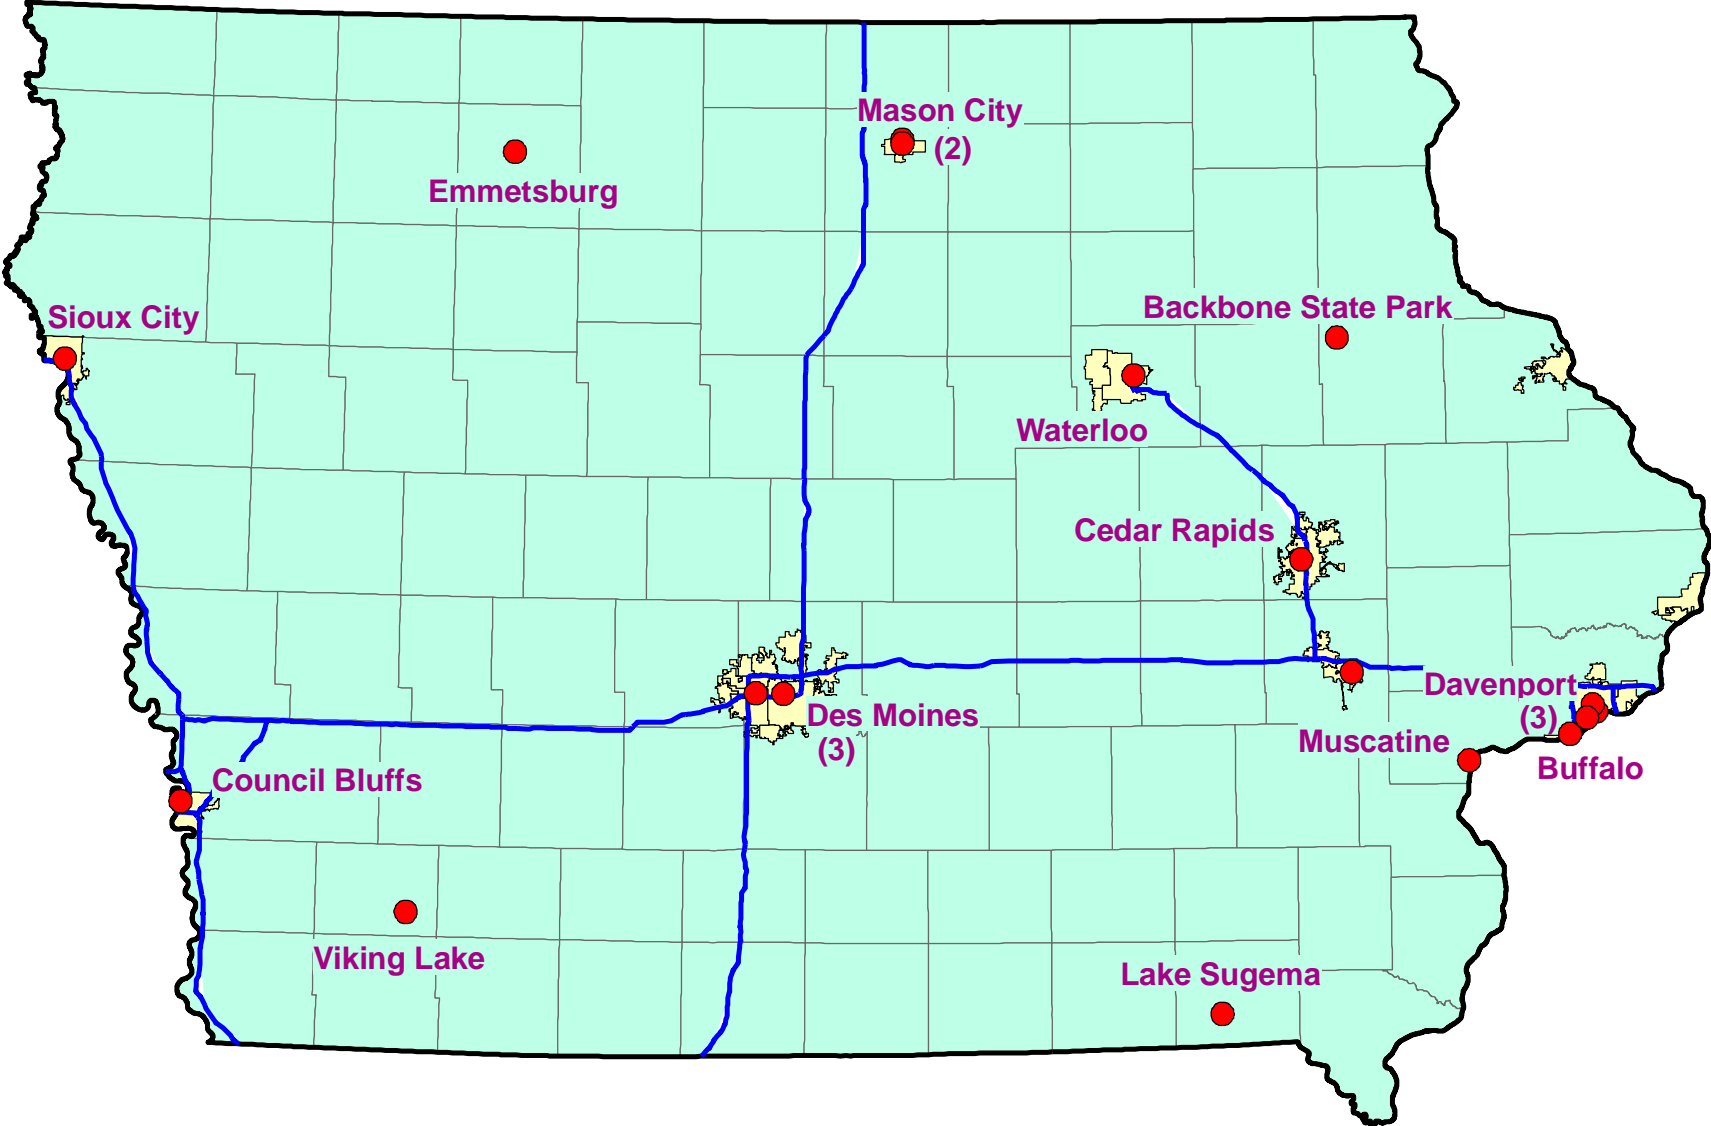 Mason City
(2)
Emmetsburg
Backbone State Park
Sioux City
Waterloo
Cedar Rapids
Davenport
(3)
Des Moines
(3)
Muscatine
Buffalo
Council Bluffs
Viking Lake
Lake Sugema